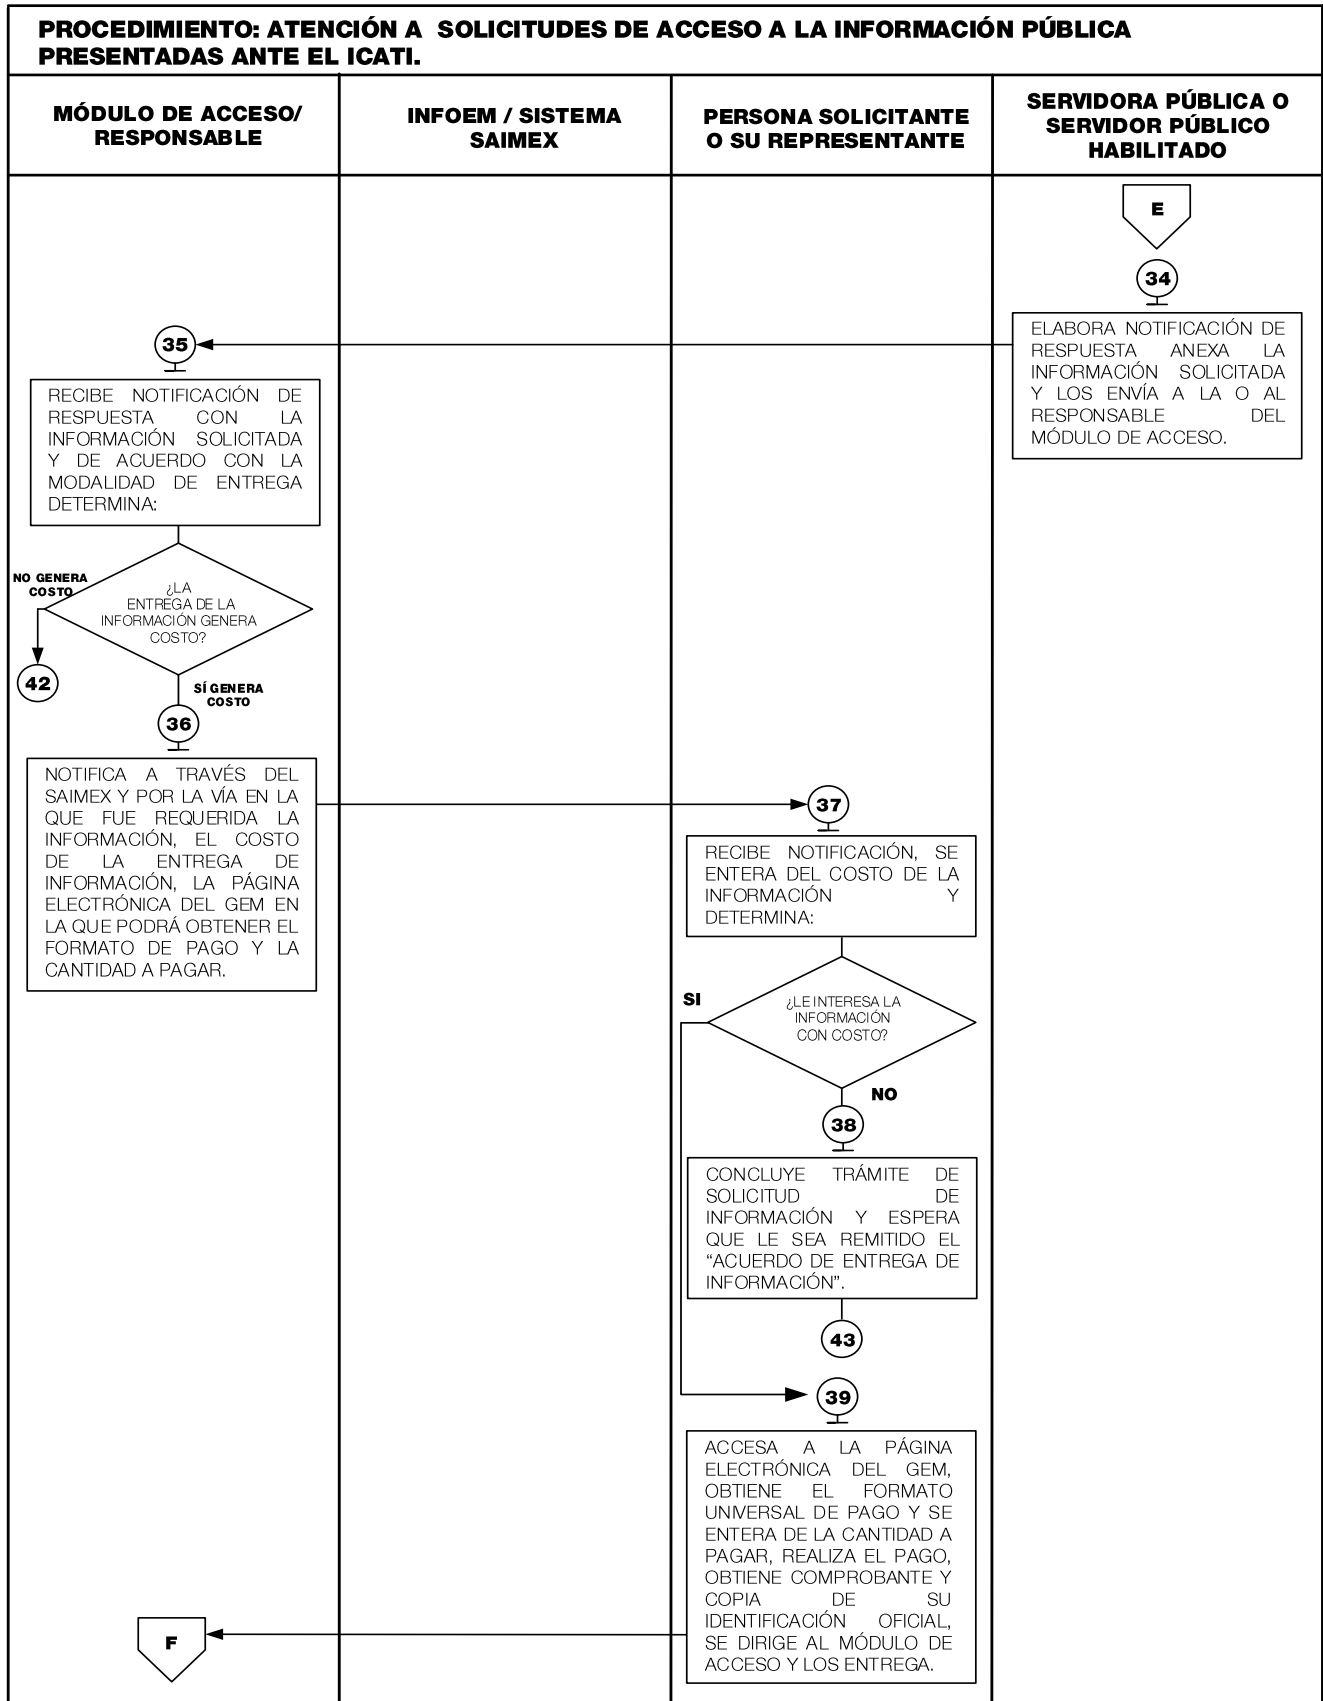 PROCEDIMIENTO: ATENCIÓN A SOLICITUDES DE ACCESO A LA INFORMACIÓN PÚBLICA
PRESENTADAS ANTE EL ICATI.
MÓDULO DE ACCESO/
RESPONSABLE
INFOEM / SISTEMA
SAIMEX
PERSONA SOLICITANTE
O SU REPRESENTANTE
SERVIDORA PÚBLICA O
SERVIDOR PÚBLICO
HABILITADO
E
34
ELABORA NOTIFICACIÓN DE
RESPUESTA ANEXA LA
INFORMACIÓN SOLICITADA
Y LOS ENVÍA A LA O AL
RESPONSABLE DEL
MÓDULO DE ACCESO.
35
RECIBE NOTIFICACIÓN DE
RESPUESTA CON LA
INFORMACIÓN SOLICITADA
Y DE ACUERDO CON LA
MODALIDAD DE ENTREGA
DETERMINA:
NO GENERA
COSTO
¿LA
ENTREGA DE LA
INFORMACIÓN GENERA
COSTO?
42
SÍ GENERA
COSTO
36
NOTIFICA A TRAVÉS DEL
SAIMEX Y POR LA VÍA EN LA
QUE FUE REQUERIDA LA
INFORMACIÓN, EL COSTO
DE LA ENTREGA DE
INFORMACIÓN, LA PÁGINA
ELECTRÓNICA DEL GEM EN
LA QUE PODRÁ OBTENER EL
FORMATO DE PAGO Y LA
CANTIDAD A PAGAR.
37
RECIBE NOTIFICACIÓN, SE
ENTERA DEL COSTO DE LA
INFORMACIÓN Y
DETERMINA:
SI
¿LE INTERESA LA
INFORMACIÓN
CON COSTO?
NO
38
CONCLUYE TRÁMITE DE
SOLICITUD DE
INFORMACIÓN Y ESPERA
QUE LE SEA REMITIDO EL
“ACUERDO DE ENTREGA DE
INFORMACIÓN”.
43
39
ACCESA A LA PÁGINA
ELECTRÓNICA DEL GEM,
OBTIENE EL FORMATO
UNIVERSAL DE PAGO Y SE
ENTERA DE LA CANTIDAD A
PAGAR, REALIZA EL PAGO,
OBTIENE COMPROBANTE Y
COPIA DE SU
IDENTIFICACIÓN OFICIAL,
SE DIRIGE AL MÓDULO DE
ACCESO Y LOS ENTREGA.
F